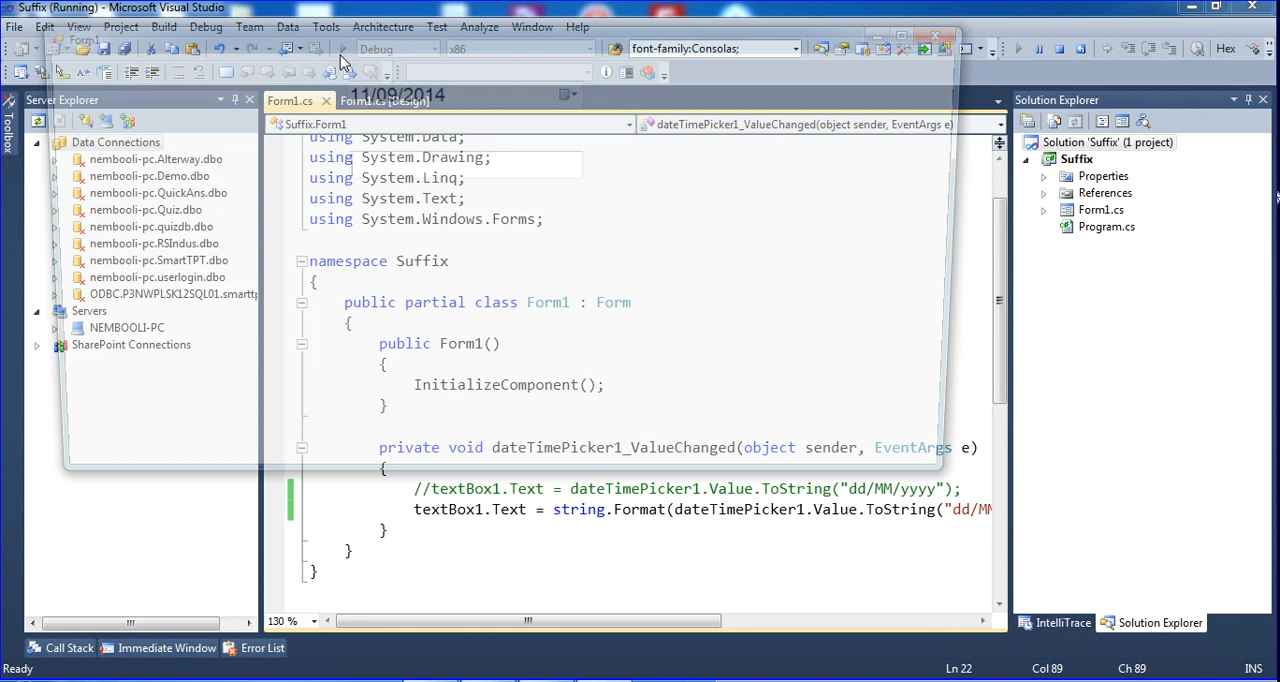 Suffix (Running) - Microsoft Visual Studio
File Edit View Project Build Debug Team Data Tools Architecture Test Analyze Window Help
Form1
Debug x86 font-family:Consolas; Hex
11/09/2014
Toolbox
Server Explorer
Data Connections
nembooli-pc.Alterway.dbo
nembooli-pc.Demo.dbo
nembooli-pc.QuickAns.dbo
nembooli-pc.Quiz.dbo
nembooli-pc.quizdb.dbo
nembooli-pc.RSIndus.dbo
nembooli-pc.SmartTPT.dbo
nembooli-pc.userlogin.dbo
ODBC.P3NWPLSK12SQL01.smartt
Servers
NEMBOOLI-PC
SharePoint Connections
Form1.cs Form1.cs [Design]
Suffix.Form1 dateTimePicker1_ValueChanged(object sender, EventArgs e)
using System.Data;
using System.Drawing;
using System.Linq;
using System.Text;
using System.Windows.Forms;
namespace Suffix
{
public partial class Form1 : Form
{
public Form1()
{
InitializeComponent();
}
private void dateTimePicker1_ValueChanged(object sender, EventArgs e)
{
//textBox1.Text = dateTimePicker1.Value.ToString("dd/MM/yyyy");
textBox1.Text = string.Format(dateTimePicker1.Value.ToString("dd/MM
}
}
}
130 %
Solution Explorer
Solution 'Suffix' (1 project)
Suffix
Properties
References
Form1.cs
Program.cs
IntelliTrace Solution Explorer
Call Stack Immediate Window Error List
Ready Ln 22 Col 89 Ch 89 INS